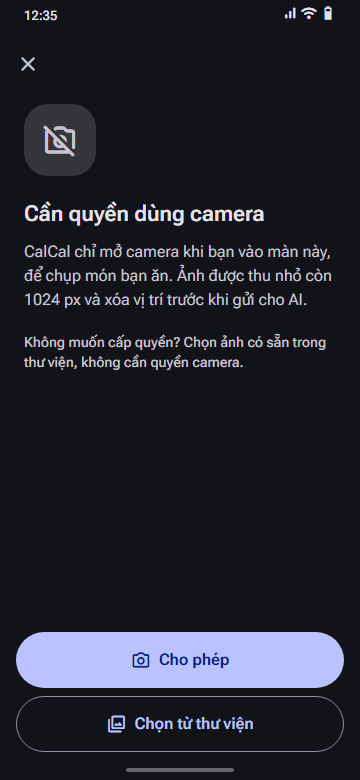 12:35
Cần quyền dùng camera
CalCal chỉ mở camera khi bạn vào màn này,
để chụp món bạn ăn. Ảnh được thu nhỏ còn
1024 px và xóa vị trí trước khi gửi cho AI.
Không muốn cấp quyền? Chọn ảnh có sẵn trong
thư viện, không cần quyền camera.
Cho phép
Chọn từ thư viện